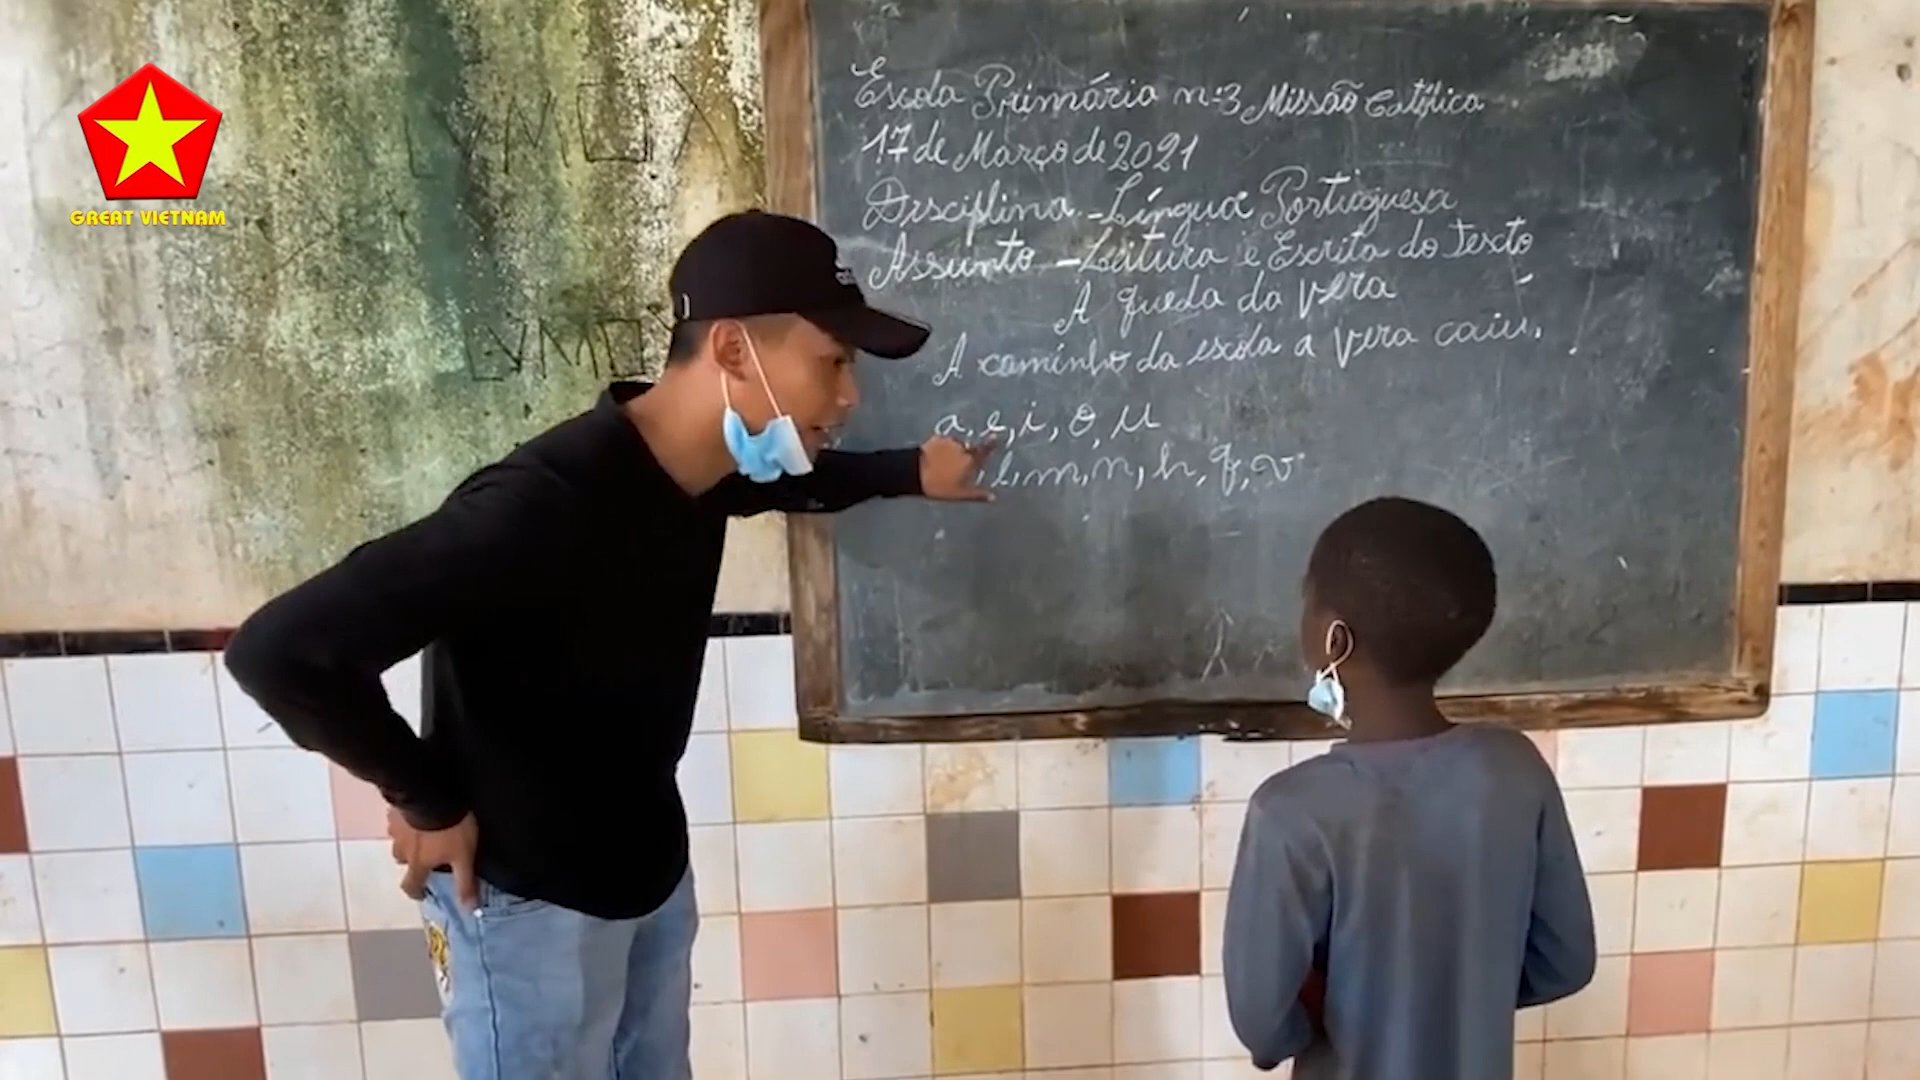 GREAT VIETNAM
Escola Primária nº3 Missão Católica
17 de Março de 2021
Disciplina - Língua Portuguesa
Assunto - Leitura e Escrita do texto
A queda da vera
A caminho da escola a vera caiu.
a, e, i, o, u
l, m, n, h, q, v